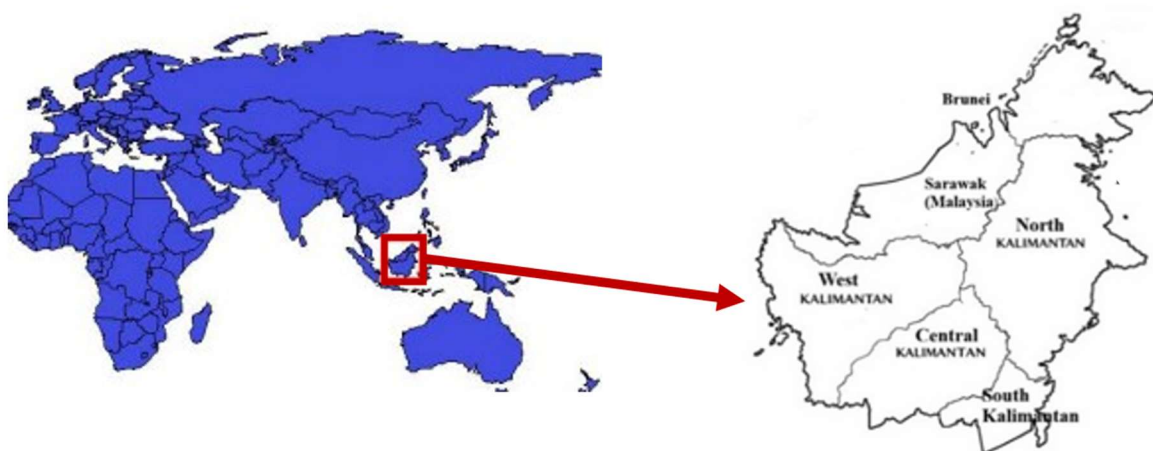 Brunei
Sarawak
(Malaysia)
North
KALIMANTAN
West
KALIMANTAN
Central
KALIMANTAN
South
Kalimantan